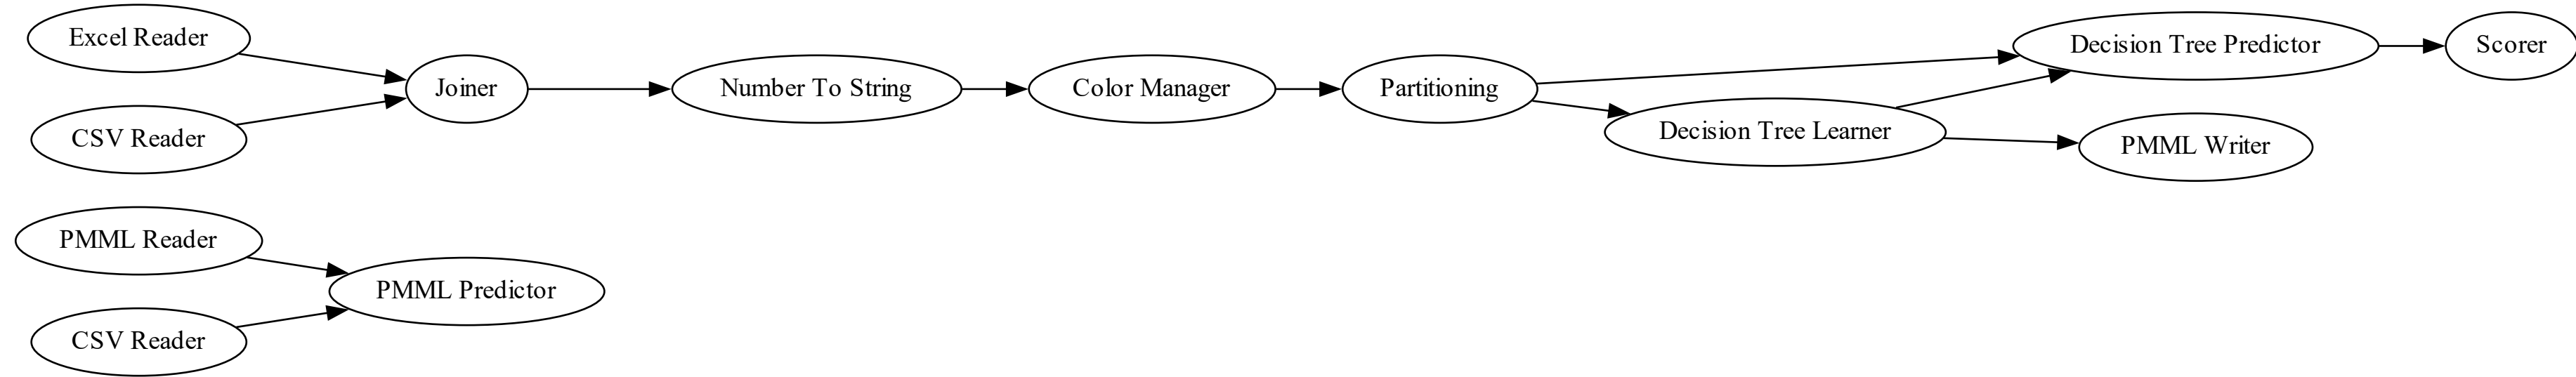 Excel Reader
CSV Reader
Joiner
Number To String
Color Manager
Partitioning
Decision Tree Learner
Decision Tree Predictor
PMML Writer
Scorer
PMML Reader
CSV Reader
PMML Predictor